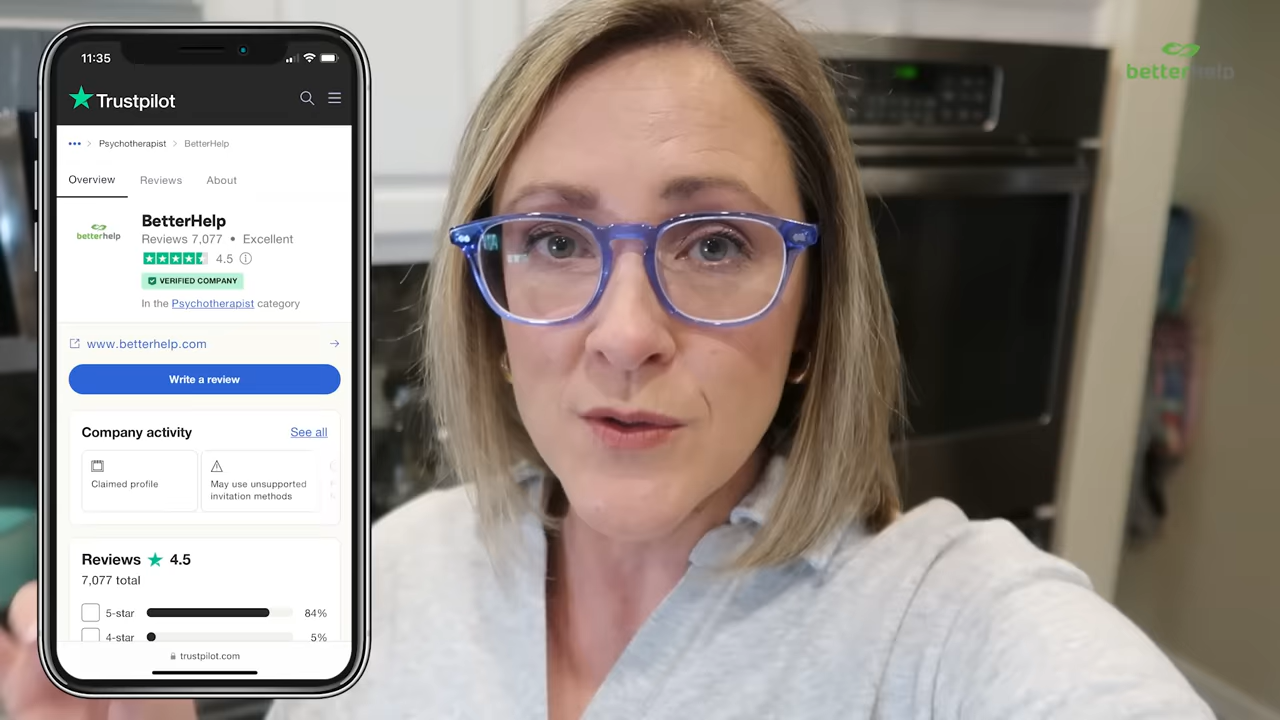 11:35
Trustpilot
••• > Psychotherapist > BetterHelp
Overview Reviews About
betterhelp
BetterHelp
Reviews 7,077 • Excellent
4.5
VERIFIED COMPANY
In the Psychotherapist category
www.betterhelp.com
Write a review
Company activity See all
Claimed profile
May use unsupported
invitation methods
Reviews ★ 4.5
7,077 total
5-star 84%
4-star 5%
trustpilot.com
betterhelp